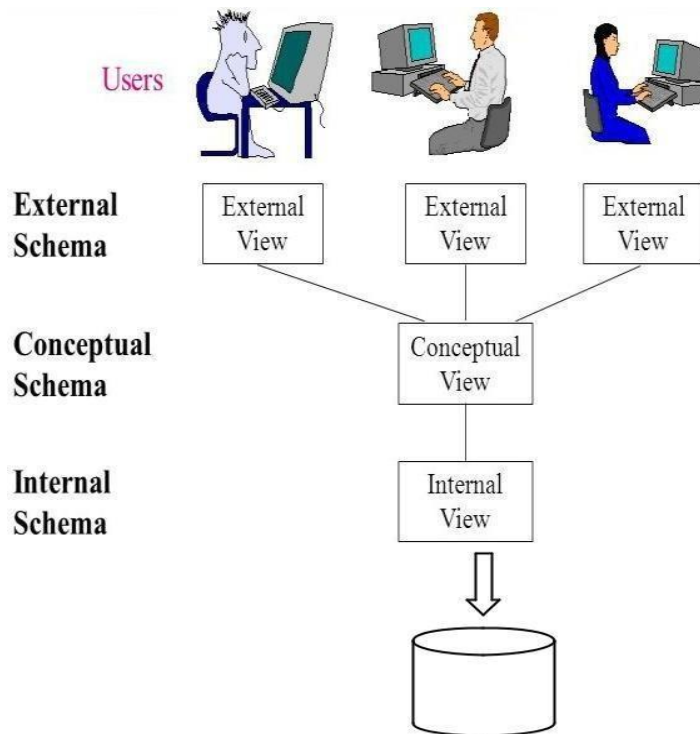 Users
External
Schema
External
View
External
View
External
View
Conceptual
Schema
Conceptual
View
Internal
Schema
Internal
View